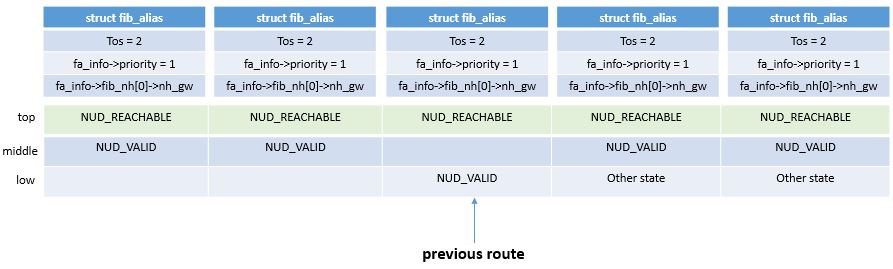 struct fib_alias struct fib_alias struct fib_alias struct fib_alias struct fib_alias
Tos = 2 Tos = 2 Tos = 2 Tos = 2 Tos = 2
fa_info->priority = 1 fa_info->priority = 1 fa_info->priority = 1 fa_info->priority = 1 fa_info->priority = 1
fa_info->fib_nh[0]->nh_gw fa_info->fib_nh[0]->nh_gw fa_info->fib_nh[0]->nh_gw fa_info->fib_nh[0]->nh_gw fa_info->fib_nh[0]->nh_gw
top NUD_REACHABLE NUD_REACHABLE NUD_REACHABLE NUD_REACHABLE NUD_REACHABLE
middle NUD_VALID NUD_VALID NUD_VALID NUD_VALID
low NUD_VALID Other state Other state
previous route